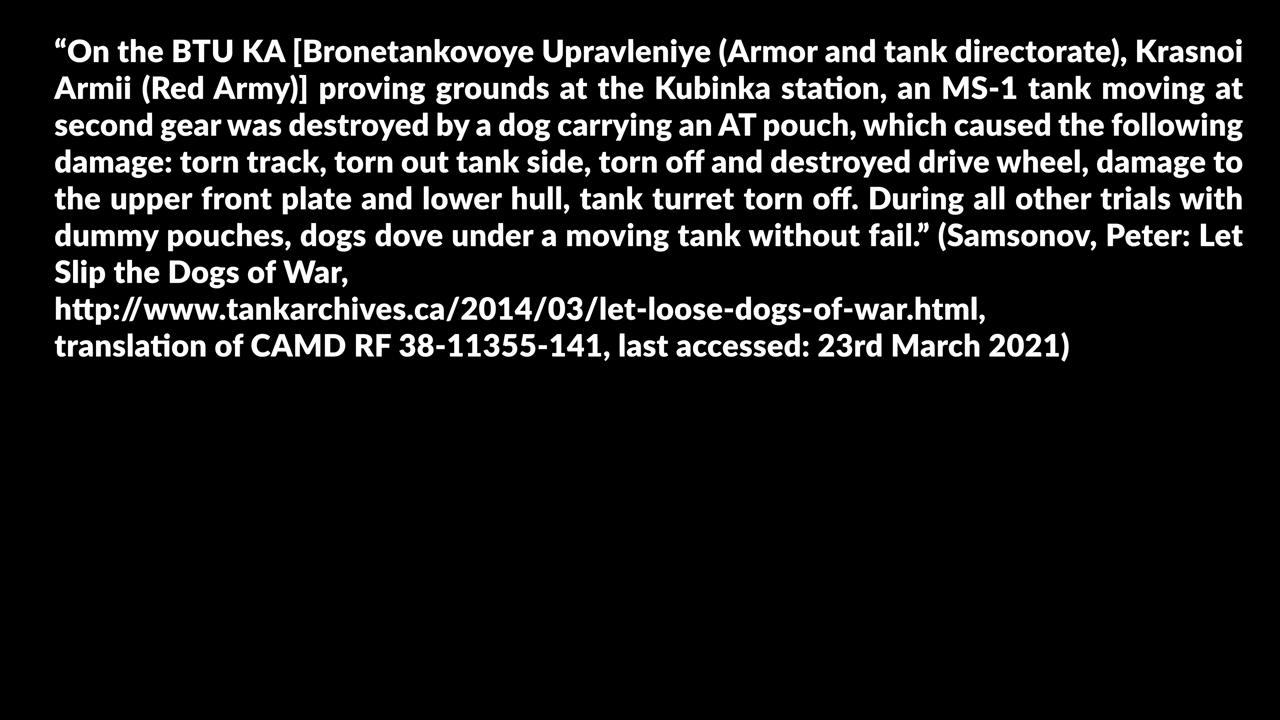 “On the BTU KA [Bronetankovoye Upravleniye (Armor and tank directorate), Krasnoi
Armii (Red Army)] proving grounds at the Kubinka station, an MS-1 tank moving at
second gear was destroyed by a dog carrying an AT pouch, which caused the following
damage: torn track, torn out tank side, torn off and destroyed drive wheel, damage to
the upper front plate and lower hull, tank turret torn off. During all other trials with
dummy pouches, dogs dove under a moving tank without fail.” (Samsonov, Peter: Let
Slip the Dogs of War,
http://www.tankarchives.ca/2014/03/let-loose-dogs-of-war.html,
translation of CAMD RF 38-11355-141, last accessed: 23rd March 2021)